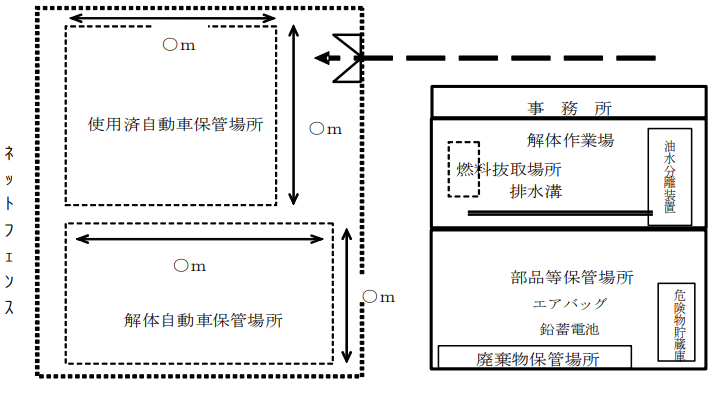 〇m
使用済自動車保管場所
〇m
ネットフェンス
〇m
解体自動車保管場所
〇m
事務所
解体作業場
燃料抜取場所
排水溝
油水分離装置
部品等保管場所
エアバッグ
鉛蓄電池
危険物貯蔵庫
廃棄物保管場所